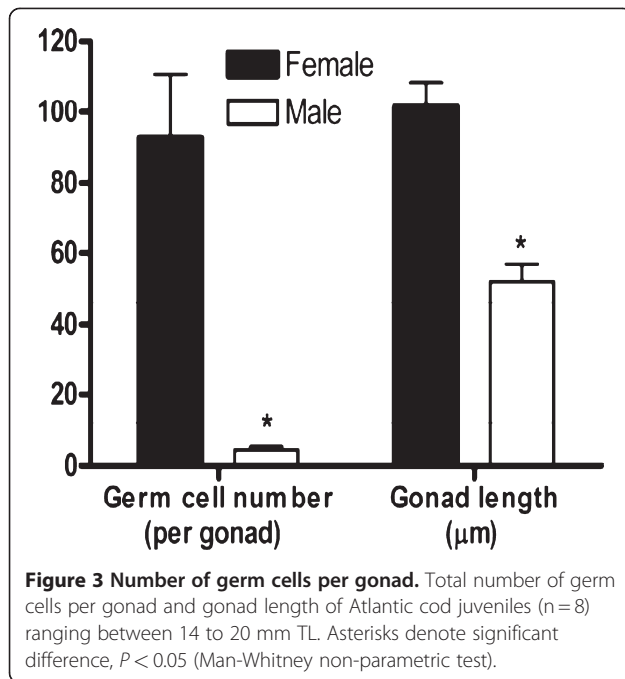 120
100
80
60
40
20
0
Female
Male
*
*
Germ cell number
(per gonad)
Gonad length
(µm)
Figure 3 Number of germ cells per gonad. Total number of germ
cells per gonad and gonad length of Atlantic cod juveniles (n = 8)
ranging between 14 to 20 mm TL. Asterisks denote significant
difference, P < 0.05 (Man-Whitney non-parametric test).